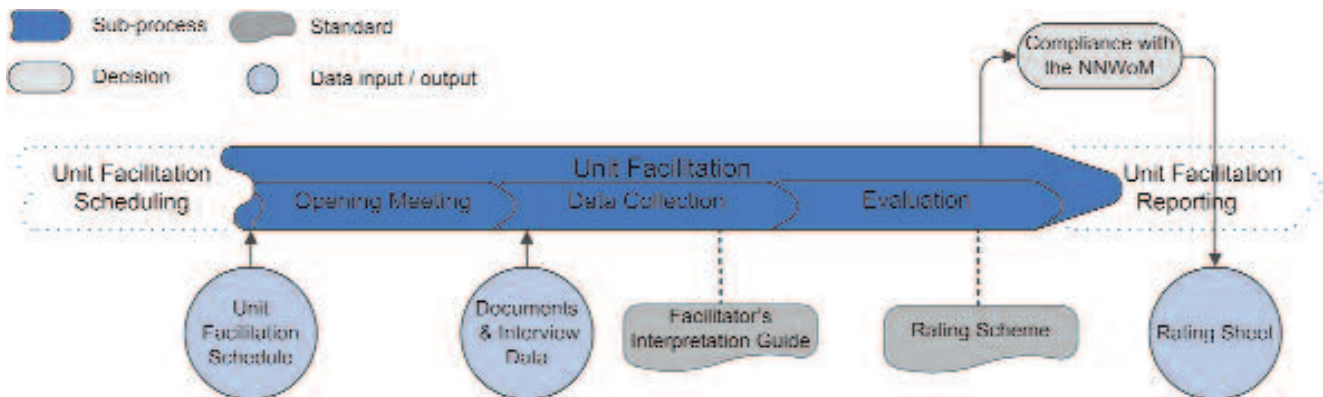 Sub-process
Standard
Decision
Data input / output
Compliance with
the NNWoM
Unit Facilitation
Scheduling
Unit Facilitation
Opening Meeting
Data Collection
Evaluation
Unit Facilitation
Reporting
Unit
Facilitation
Schedule
Documents
& Interview
Data
Facilitator's
Interpretation Guide
Rating Scheme
Rating Sheet